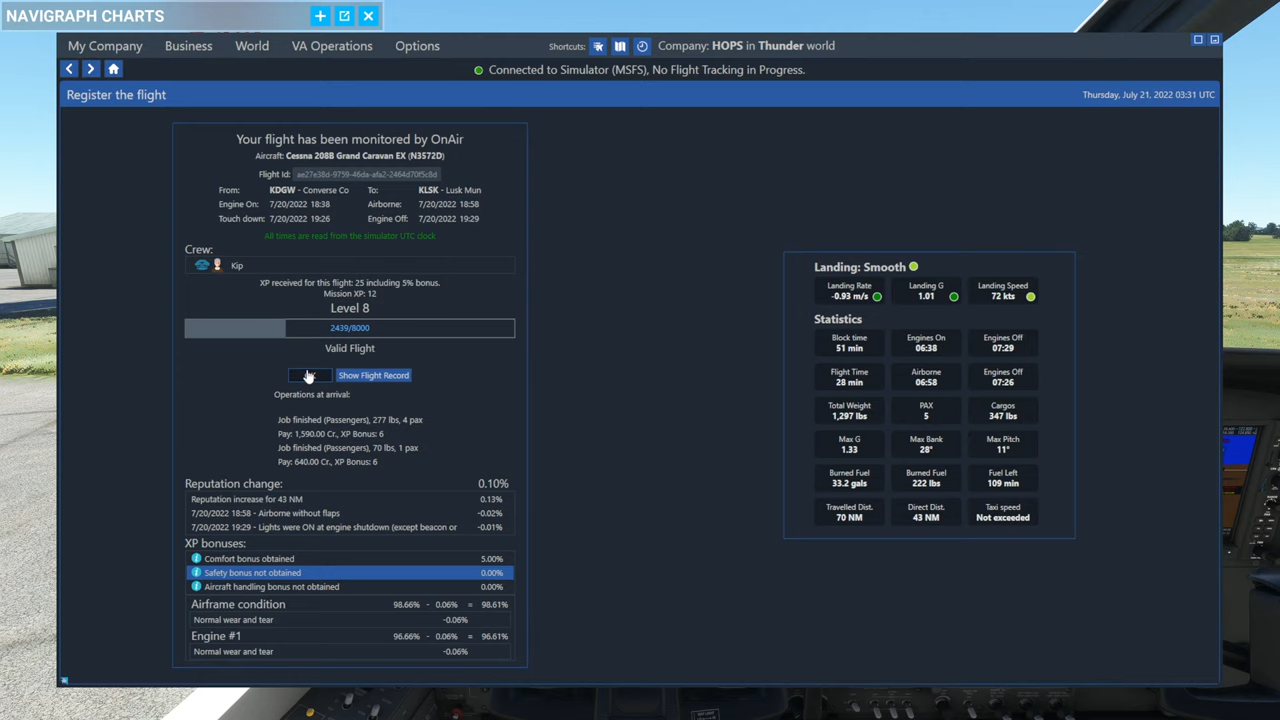 NAVIGRAPH CHARTS
My Company Business World VA Operations Options Shortcuts: Company: HOPS in Thunder world
Connected to Simulator (MSFS), No Flight Tracking in Progress.
Register the flight Thursday, July 21, 2022 03:31 UTC
Your flight has been monitored by OnAir
Aircraft: Cessna 208B Grand Caravan EX (N3572D)
Flight Id: ae27e38d-9759-46da-afa2-2464d70f5c8d
From: KDGW - Converse Co To: KLSK - Lusk Mun
Engine On: 7/20/2022 18:38 Airborne: 7/20/2022 18:58
Touch down: 7/20/2022 19:26 Engine Off: 7/20/2022 19:29
All times are read from the simulator UTC clock
Crew:
Kip
XP received for this flight: 25 including 5% bonus.
Mission XP: 12
Level 8
2439/8000
Valid Flight
Show Flight Record
Operations at arrival:
Job finished (Passengers), 277 lbs, 4 pax
Pay: 1,590.00 Cr., XP Bonus: 6
Job finished (Passengers), 70 lbs, 1 pax
Pay: 640.00 Cr., XP Bonus: 6
Reputation change: 0.10%
Reputation increase for 43 NM 0.13%
7/20/2022 18:58 - Airborne without flaps -0.02%
7/20/2022 19:29 - Lights were ON at engine shutdown (except beacon or -0.01%
XP bonuses:
Comfort bonus obtained 5.00%
Safety bonus not obtained 0.00%
Aircraft handling bonus not obtained 0.00%
Airframe condition 98.66% - 0.06% = 98.61%
Normal wear and tear -0.06%
Engine #1 96.66% - 0.06% = 96.61%
Normal wear and tear -0.06%
Landing: Smooth
Landing Rate Landing G Landing Speed
-0.93 m/s 1.01 72 kts
Statistics
Block time Engines On Engines Off
51 min 06:38 07:29
Flight Time Airborne Engines Off
28 min 06:58 07:26
Total Weight PAX Cargos
1,297 lbs 5 347 lbs
Max G Max Bank Max Pitch
1.33 28° 11°
Burned Fuel Burned Fuel Fuel Left
33.2 gals 222 lbs 109 min
Travelled Dist. Direct Dist. Taxi speed
70 NM 43 NM Not exceeded